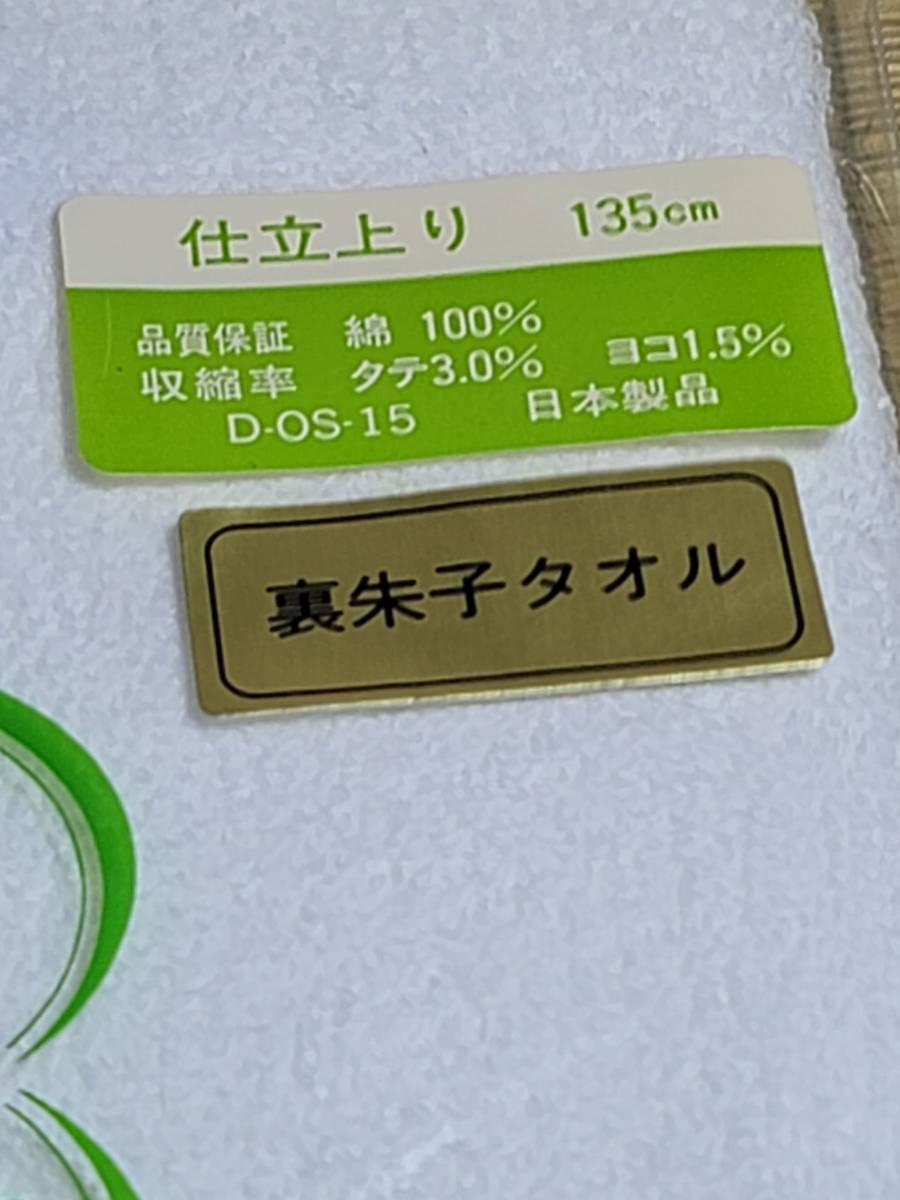 仕立上り 135cm
品質保証 綿 100%
収縮率 タテ3.0% ヨコ1.5%
D-OS-15 日本製品
裏朱子タオル